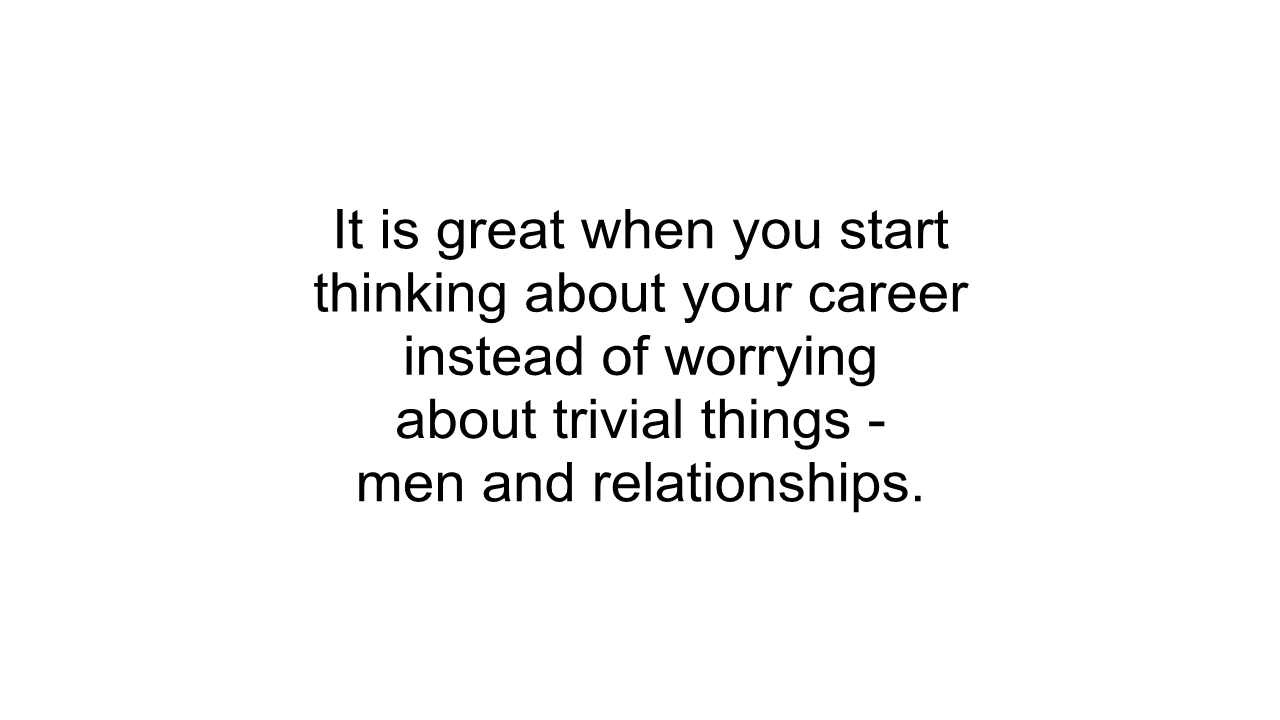 It is great when you start
thinking about your career
instead of worrying
about trivial things -
men and relationships.